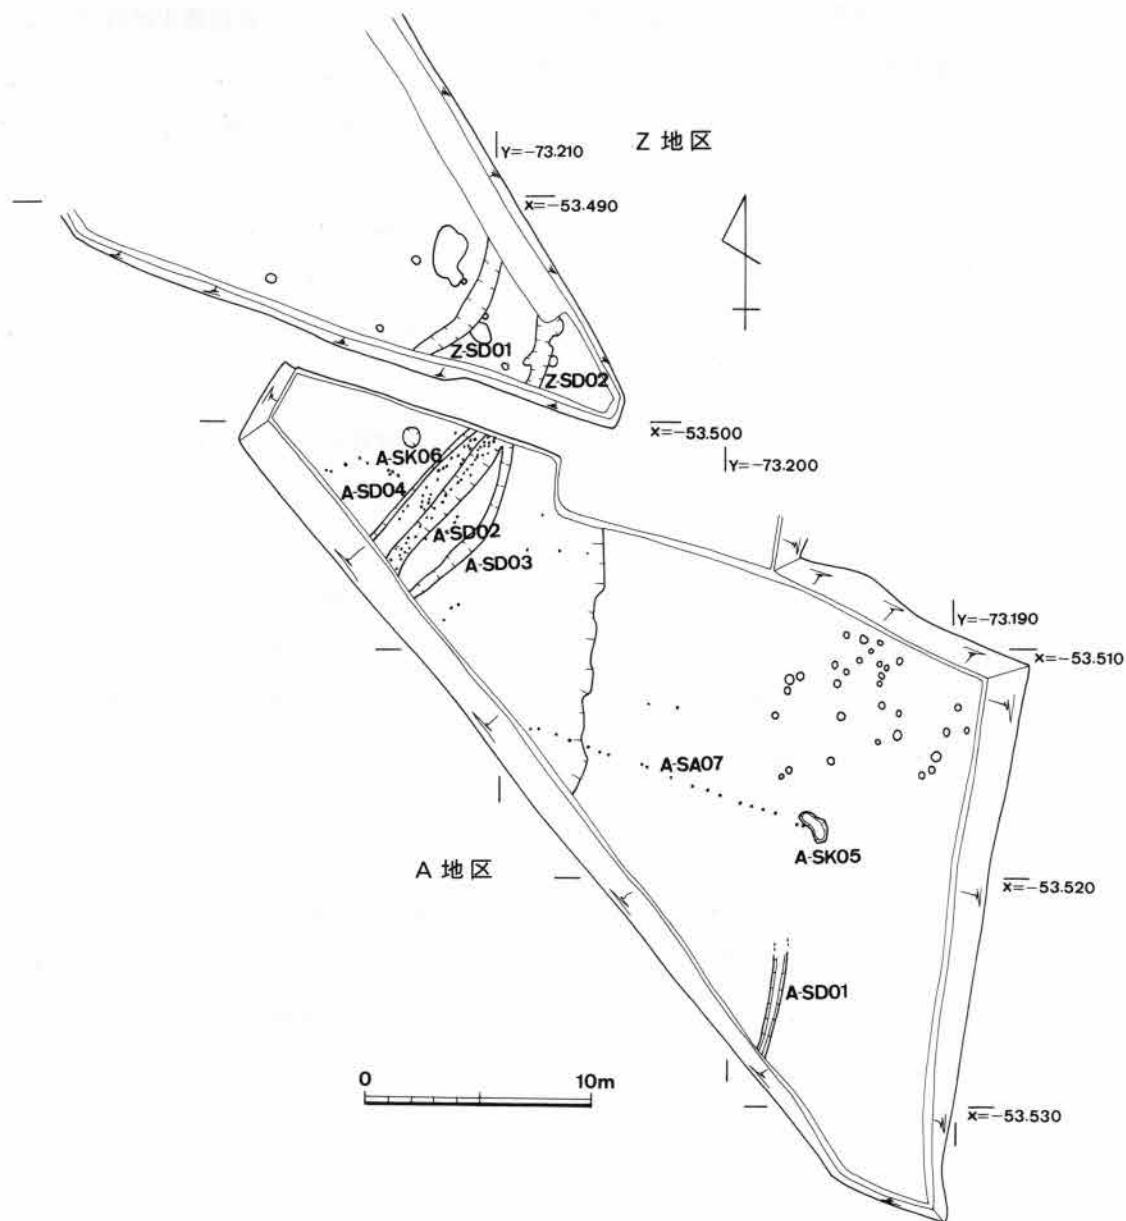 Z 地区
Y=-73.210
X=-53.490
Z-SD01
Z-SD02
X=-53.500
Y=-73.200
A-SK06
A-SD04
A-SD02
A-SD03
Y=-73.190
X=-53.510
A-SA07
A-SK05
A 地区
X=-53.520
A-SD01
0 10m
X=-53.530